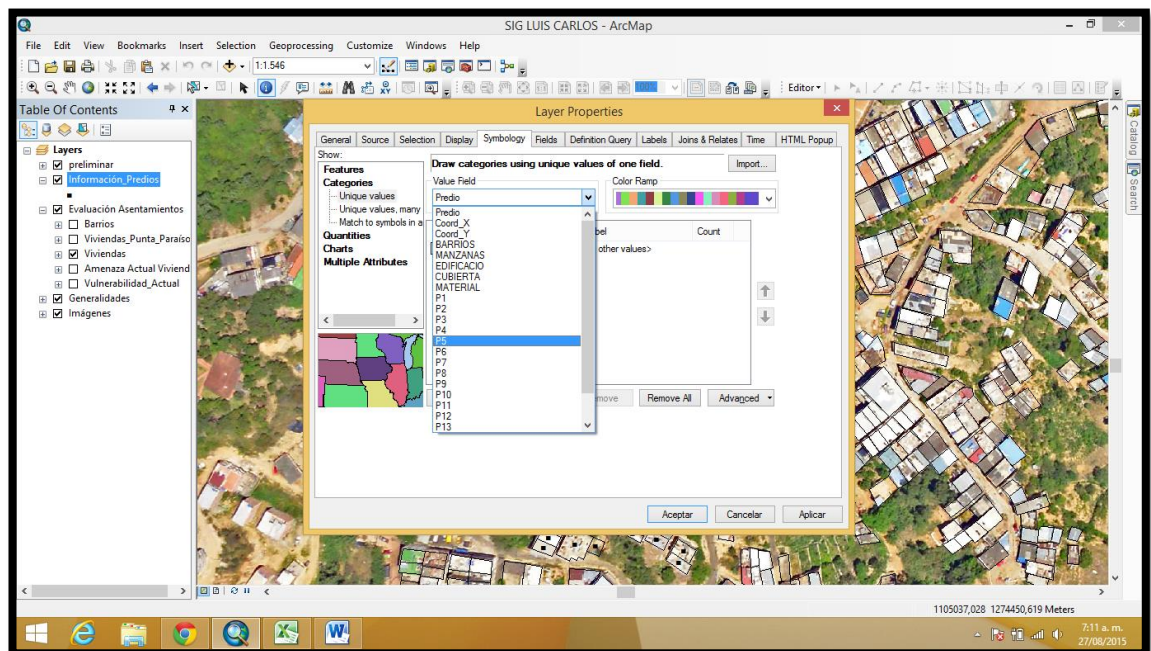 SIG LUIS CARLOS - ArcMap
File Edit View Bookmarks Insert Selection Geoprocessing Customize Windows Help
1:1.546
100%
Editor
Table Of Contents
Layers
preliminar
Información_Predios
Evaluación Asentamientos
Barrios
Viviendas_Punta_Paraíso
Viviendas
Amenaza Actual Viviend
Vulnerabilidad_Actual
Generalidades
Imágenes
Layer Properties
General Source Selection Display Symbology Fields Definition Query Labels Joins & Relates Time HTML Popup
Show:
Features
Categories
Unique values
Unique values, many
Match to symbols in a
Quantities
Charts
Multiple Attributes
Draw categories using unique values of one field.
Import...
Value Field
Color Ramp
Predio
Predio
Coord_X
Coord_Y
BARRIOS
MANZANAS
EDIFICACIO
CUBIERTA
MATERIAL
P1
P2
P3
P4
P5
P6
P7
P8
P9
P10
P11
P12
P13
bel Count
other values>
move Remove All Advanced
Aceptar Cancelar Aplicar
Catalog
Search
1105037,028 1274450,619 Meters
7:11 a. m.
27/08/2015